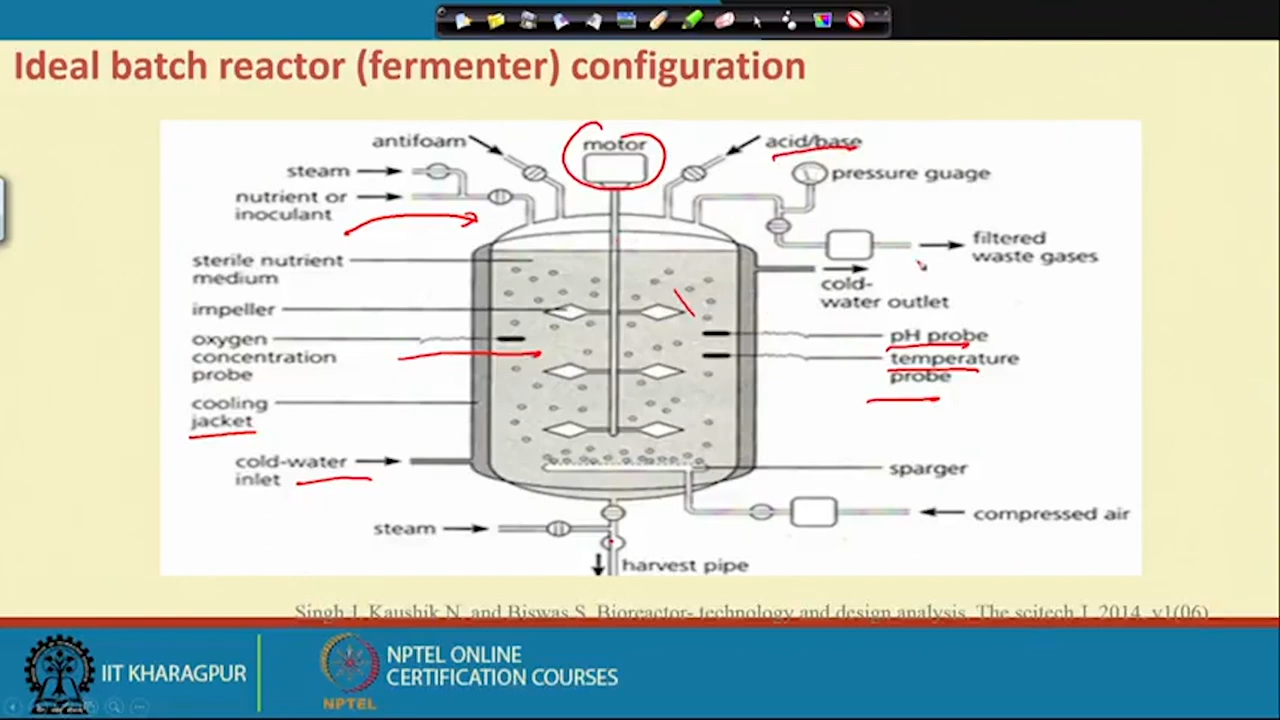 Ideal batch reactor (fermenter) configuration
antifoam
motor
acid/base
steam
pressure guage
nutrient or
inoculant
filtered
waste gases
sterile nutrient
medium
cold-
water outlet
impeller
oxygen
concentration
probe
pH probe
temperature
probe
cooling
jacket
cold-water
inlet
sparger
steam
compressed air
harvest pipe
Singh J, Kaushik N, and Biswas S, Bioreactor- technology and design analysis, The scitech J, 2014, v1(06)
IIT KHARAGPUR
NPTEL ONLINE
CERTIFICATION COURSES
NPTEL